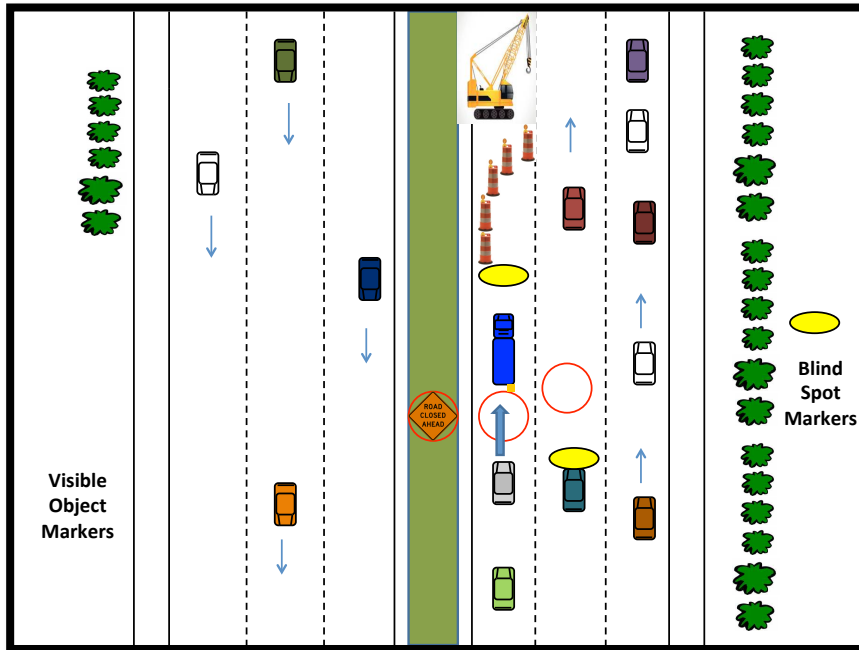 ROAD
CLOSED
AHEAD
Blind
Spot
Markers
Visible
Object
Markers